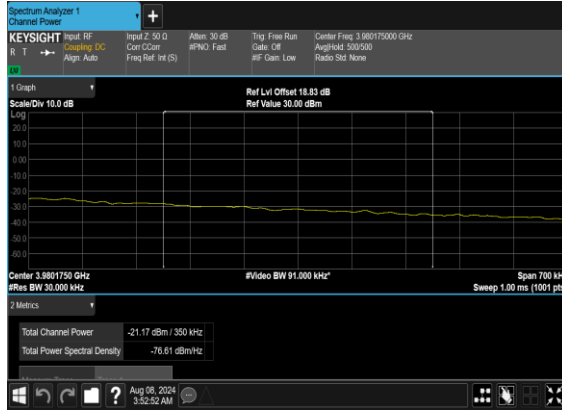 Spectrum Analyzer 1
Channel Power
+
KEYSIGHT Input: RF Input Z: 50 Ω Atten: 30 dB Trig: Free Run Center Freq: 3.980175000 GHz
R T Coupling: DC Corr CCorr #PNO: Fast Gate: Off Avg|Hold: 500/500
Align: Auto Freq Ref: Int (S) #IF Gain: Low Radio Std: None
1 Graph Ref Lvl Offset 18.83 dB
Scale/Div 10.0 dB Ref Value 30.00 dBm
Log
20.0
10.0
0.00
-10.0
-20.0
-30.0
-40.0
-50.0
-60.0
Center 3.9801750 GHz #Video BW 91.000 kHz* Span 700 kH
#Res BW 30.000 kHz Sweep 1.00 ms (1001 pts
2 Metrics
Total Channel Power -21.17 dBm / 350 kHz
Total Power Spectral Density -76.61 dBm/Hz
? Aug 08, 2024
3:52:52 AM